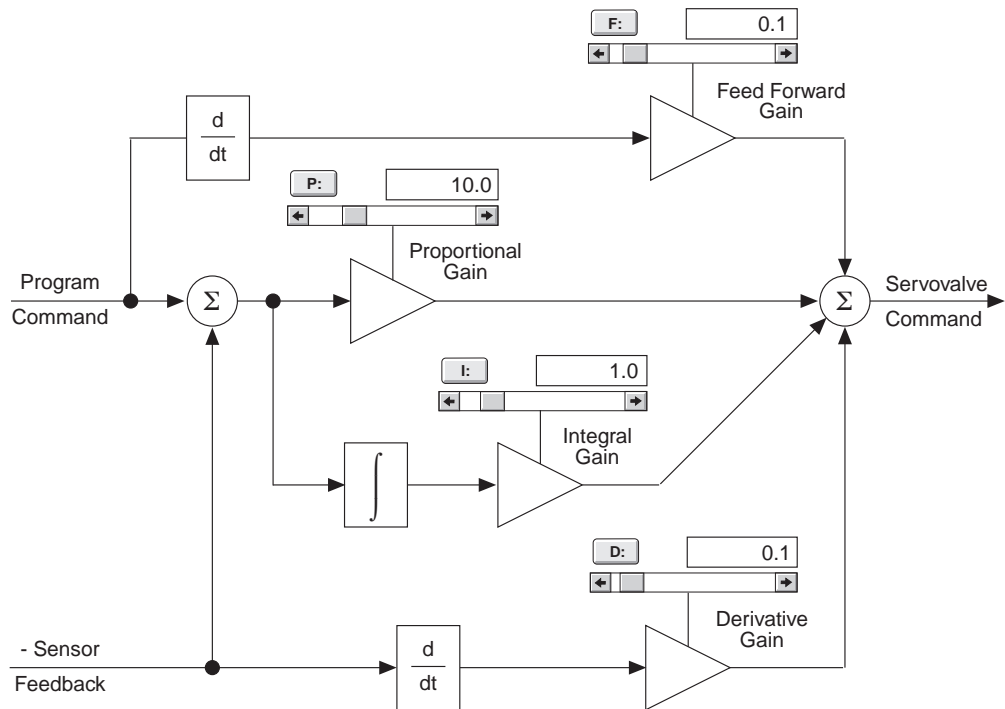 F:
0.1
Feed Forward
Gain
d
dt
P:
10.0
Proportional
Gain
Program
Command
Σ
Σ
Servovalve
Command
I:
1.0
Integral
Gain
∫
D:
0.1
Derivative
Gain
- Sensor
Feedback
d
dt